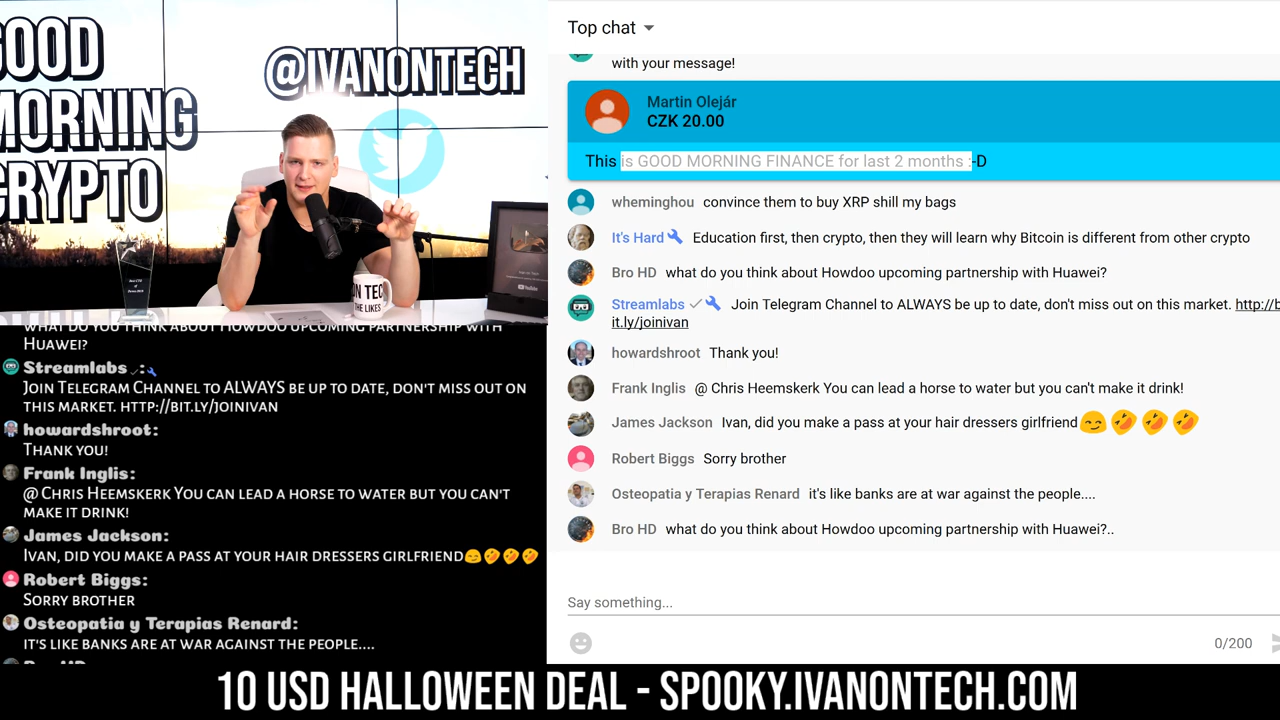 GOOD
MORNING
CRYPTO
@IVANONTECH
ON TECH
THE LIKES
YouTube
WHAT DO YOU THINK ABOUT HOWDOO UPCOMING PARTNERSHIP WITH
HUAWEI?
Streamlabs :
JOIN TELEGRAM CHANNEL TO ALWAYS BE UP TO DATE, DON'T MISS OUT ON
THIS MARKET. HTTP://BIT.LY/JOINIVAN
howardshroot:
THANK YOU!
Frank Inglis:
@ CHRIS HEEMSKERK YOU CAN LEAD A HORSE TO WATER BUT YOU CAN'T
MAKE IT DRINK!
James Jackson:
IVAN, DID YOU MAKE A PASS AT YOUR HAIR DRESSERS GIRLFRIEND😏🤣🤣🤣
Robert Biggs:
SORRY BROTHER
Osteopatia y Terapias Renard:
IT'S LIKE BANKS ARE AT WAR AGAINST THE PEOPLE....
Top chat
with your message!
Martin Olejár
CZK 20.00
This is GOOD MORNING FINANCE for last 2 months :-D
wheminghou convince them to buy XRP shill my bags
It's Hard Education first, then crypto, then they will learn why Bitcoin is different from other crypto
Bro HD what do you think about Howdoo upcoming partnership with Huawei?
Streamlabs Join Telegram Channel to ALWAYS be up to date, don't miss out on this market. http://b
it.ly/joinivan
howardshroot Thank you!
Frank Inglis @ Chris Heemskerk You can lead a horse to water but you can't make it drink!
James Jackson Ivan, did you make a pass at your hair dressers girlfriend😏🤣🤣🤣
Robert Biggs Sorry brother
Osteopatia y Terapias Renard it's like banks are at war against the people....
Bro HD what do you think about Howdoo upcoming partnership with Huawei?..
Say something...
0/200
10 USD HALLOWEEN DEAL - SPOOKY.IVANONTECH.COM